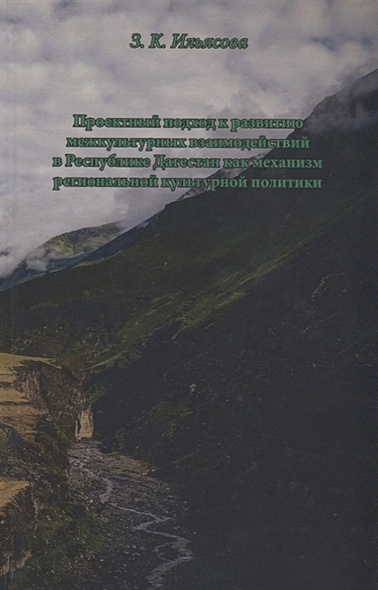 З. К. Ильясова
Проектный подход к развитию
межкультурных взаимодействий
в Республике Дагестан как механизм
региональной культурной политики